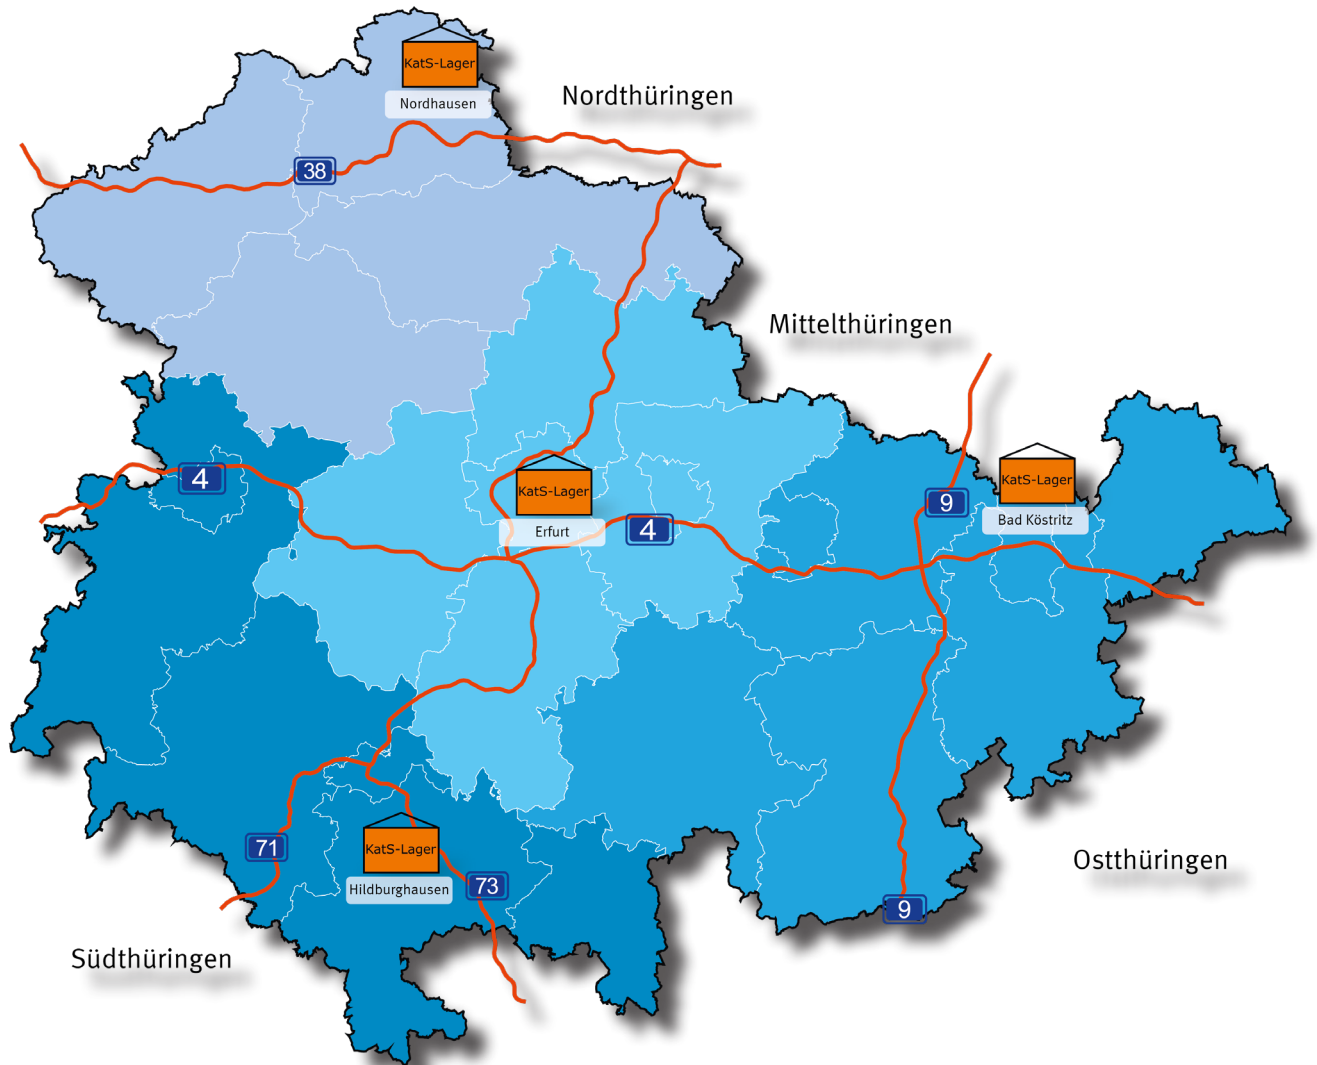 KatS-Lager
Nordhausen
Nordthüringen
38
Mittelthüringen
4
KatS-Lager
Erfurt
4
9
KatS-Lager
Bad Köstritz
71
KatS-Lager
Hildburghausen
73
9
Ostthüringen
Südthüringen